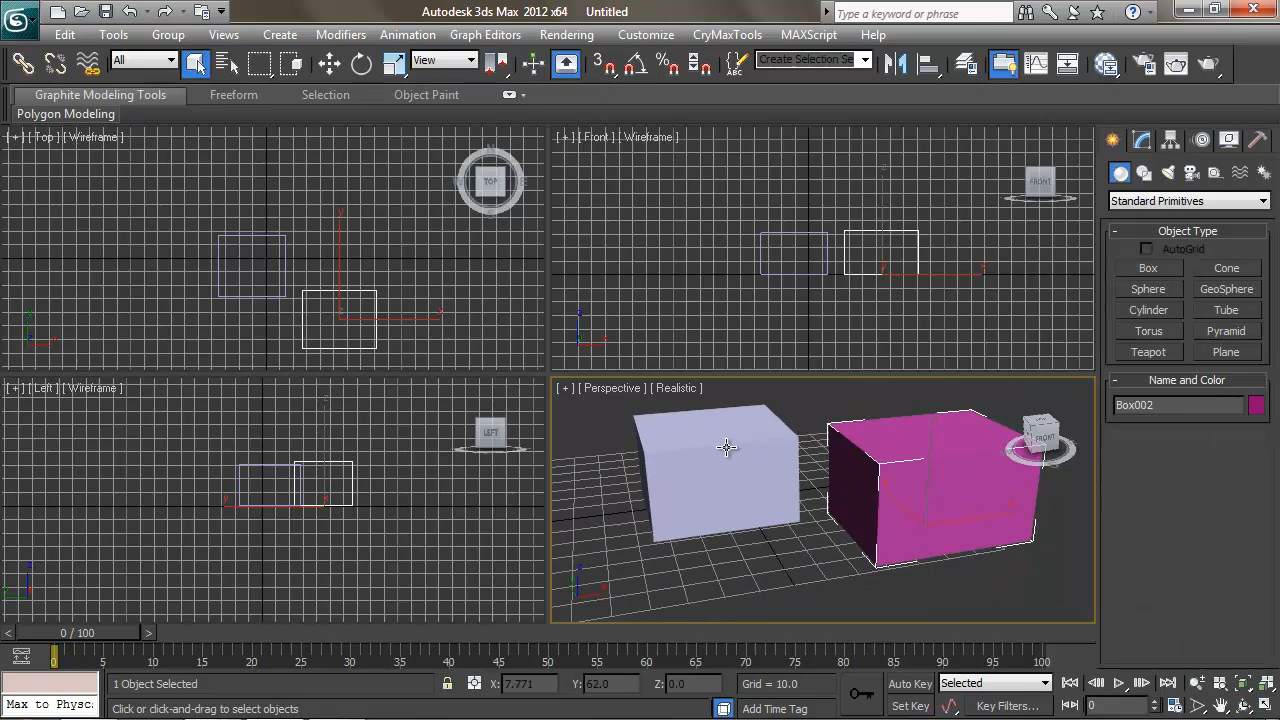 Autodesk 3ds Max 2012 x64 Untitled
Type a keyword or phrase
Edit Tools Group Views Create Modifiers Animation Graph Editors Rendering Customize CryMaxTools MAXScript Help
All
View
3
Create Selection Se
Graphite Modeling Tools Freeform Selection Object Paint
Polygon Modeling
[ + ] [ Top ] [ Wireframe ]
TOP
[ + ] [ Front ] [ Wireframe ]
FRONT
Standard Primitives
- Object Type
AutoGrid
Box Cone
Sphere GeoSphere
Cylinder Tube
Torus Pyramid
Teapot Plane
- Name and Color
Box002
[ + ] [ Left ] [ Wireframe ]
LEFT
[ + ] [ Perspective ] [ Realistic ]
FRONT
< 0 / 100 >
0 5 10 15 20 25 30 35 40 45 50 55 60 65 70 75 80 85 90 95 100
1 Object Selected
X: 7.771 Y: 62.0 Z: 0.0 Grid = 10.0
Auto Key Selected
Max to Physc
Click or click-and-drag to select objects
Add Time Tag
Set Key Key Filters...
0